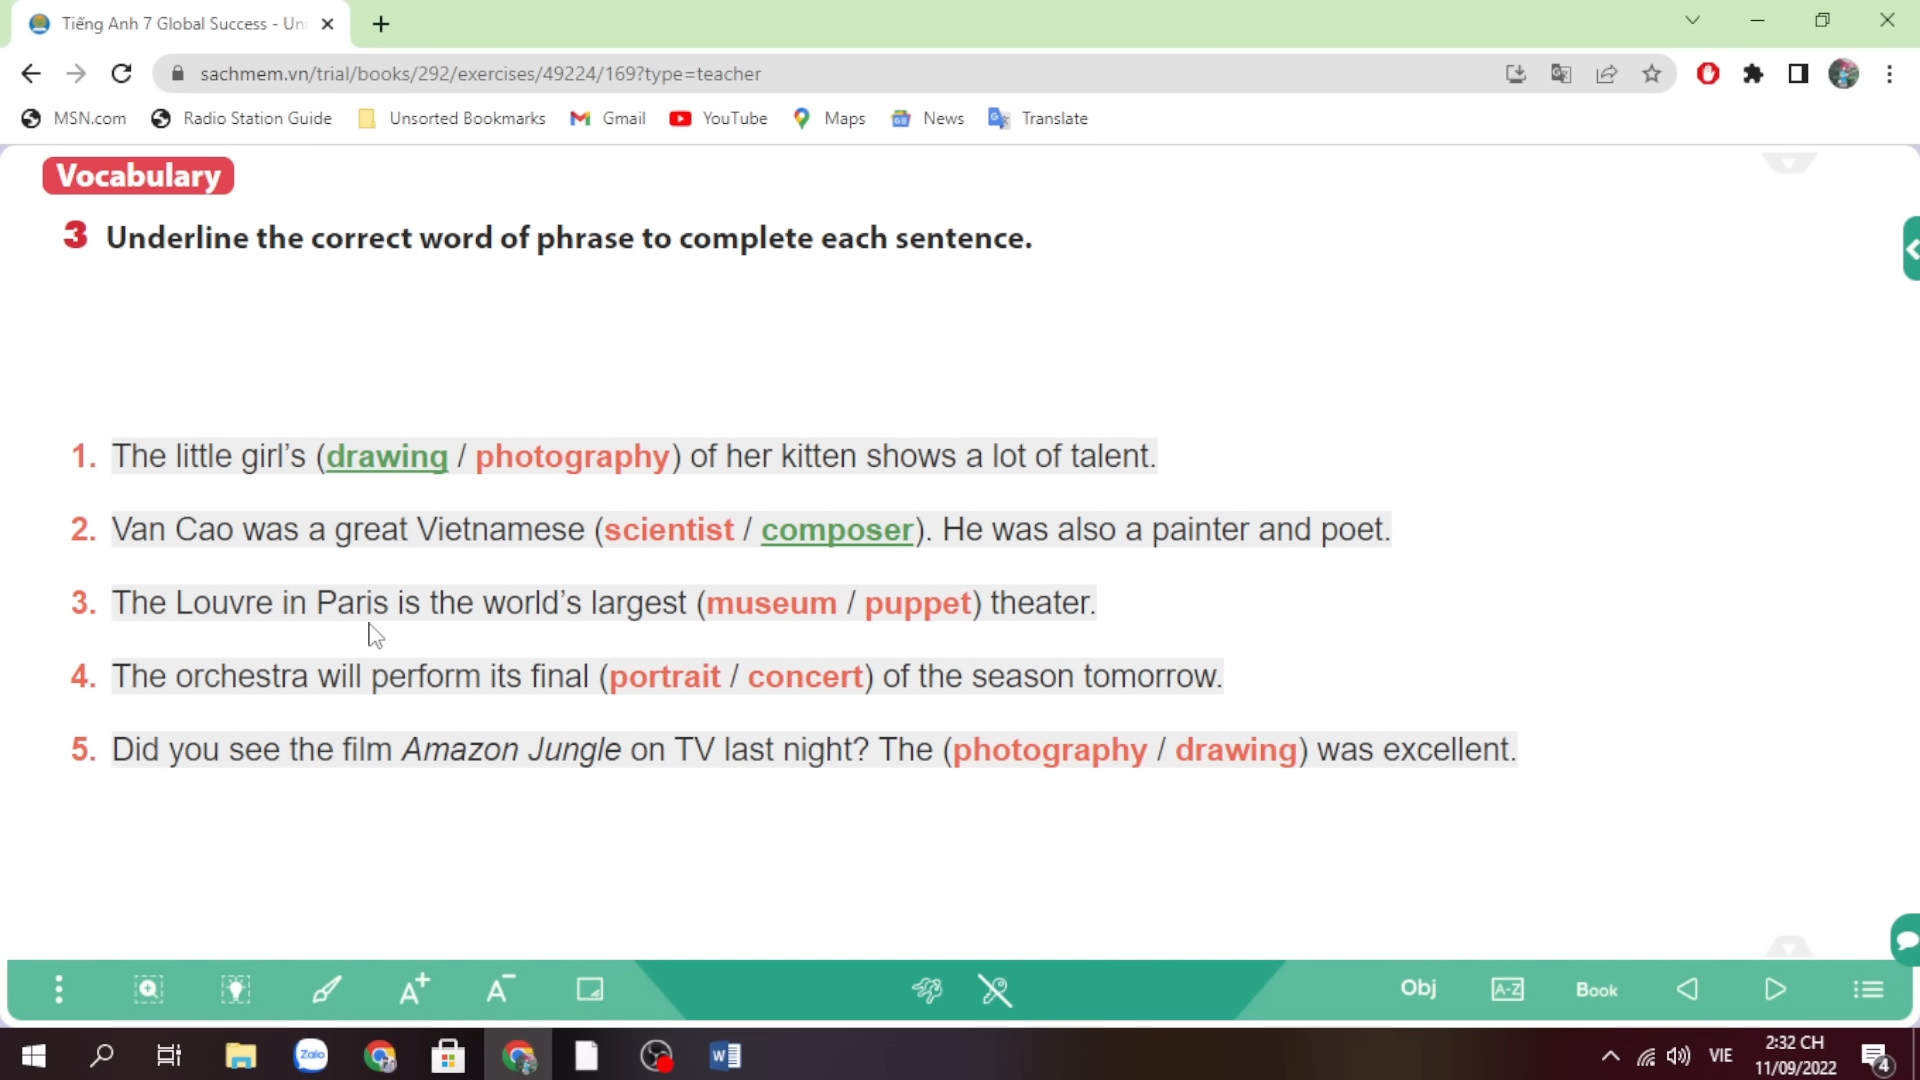 Tiếng Anh 7 Global Success - Uni
sachmem.vn/trial/books/292/exercises/49224/169?type=teacher
MSN.com Radio Station Guide Unsorted Bookmarks Gmail YouTube Maps News Translate
Vocabulary
3 Underline the correct word of phrase to complete each sentence.
1. The little girl's (drawing / photography) of her kitten shows a lot of talent.
2. Van Cao was a great Vietnamese (scientist / composer). He was also a painter and poet.
3. The Louvre in Paris is the world's largest (museum / puppet) theater.
4. The orchestra will perform its final (portrait / concert) of the season tomorrow.
5. Did you see the film Amazon Jungle on TV last night? The (photography / drawing) was excellent.
A+ A- Obj A-Z Book
Zalo W VIE 2:32 CH
11/09/2022 4